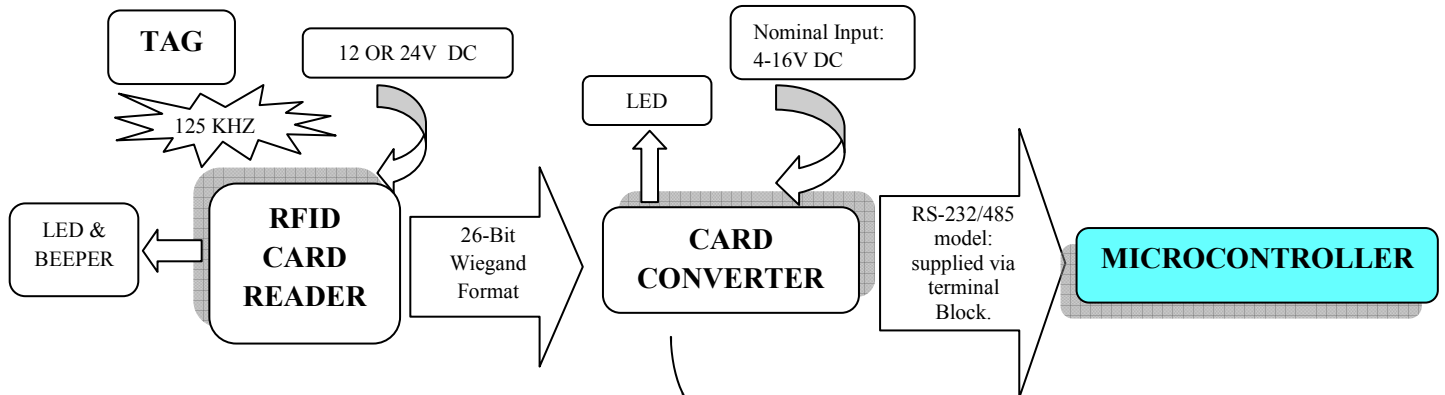 TAG
12 OR 24V DC
Nominal Input:
4-16V DC
LED
125 KHZ
LED &
BEEPER
RFID
CARD
READER
26-Bit
Wiegand
Format
CARD
CONVERTER
RS-232/485
model:
supplied via
terminal
Block.
MICROCONTROLLER